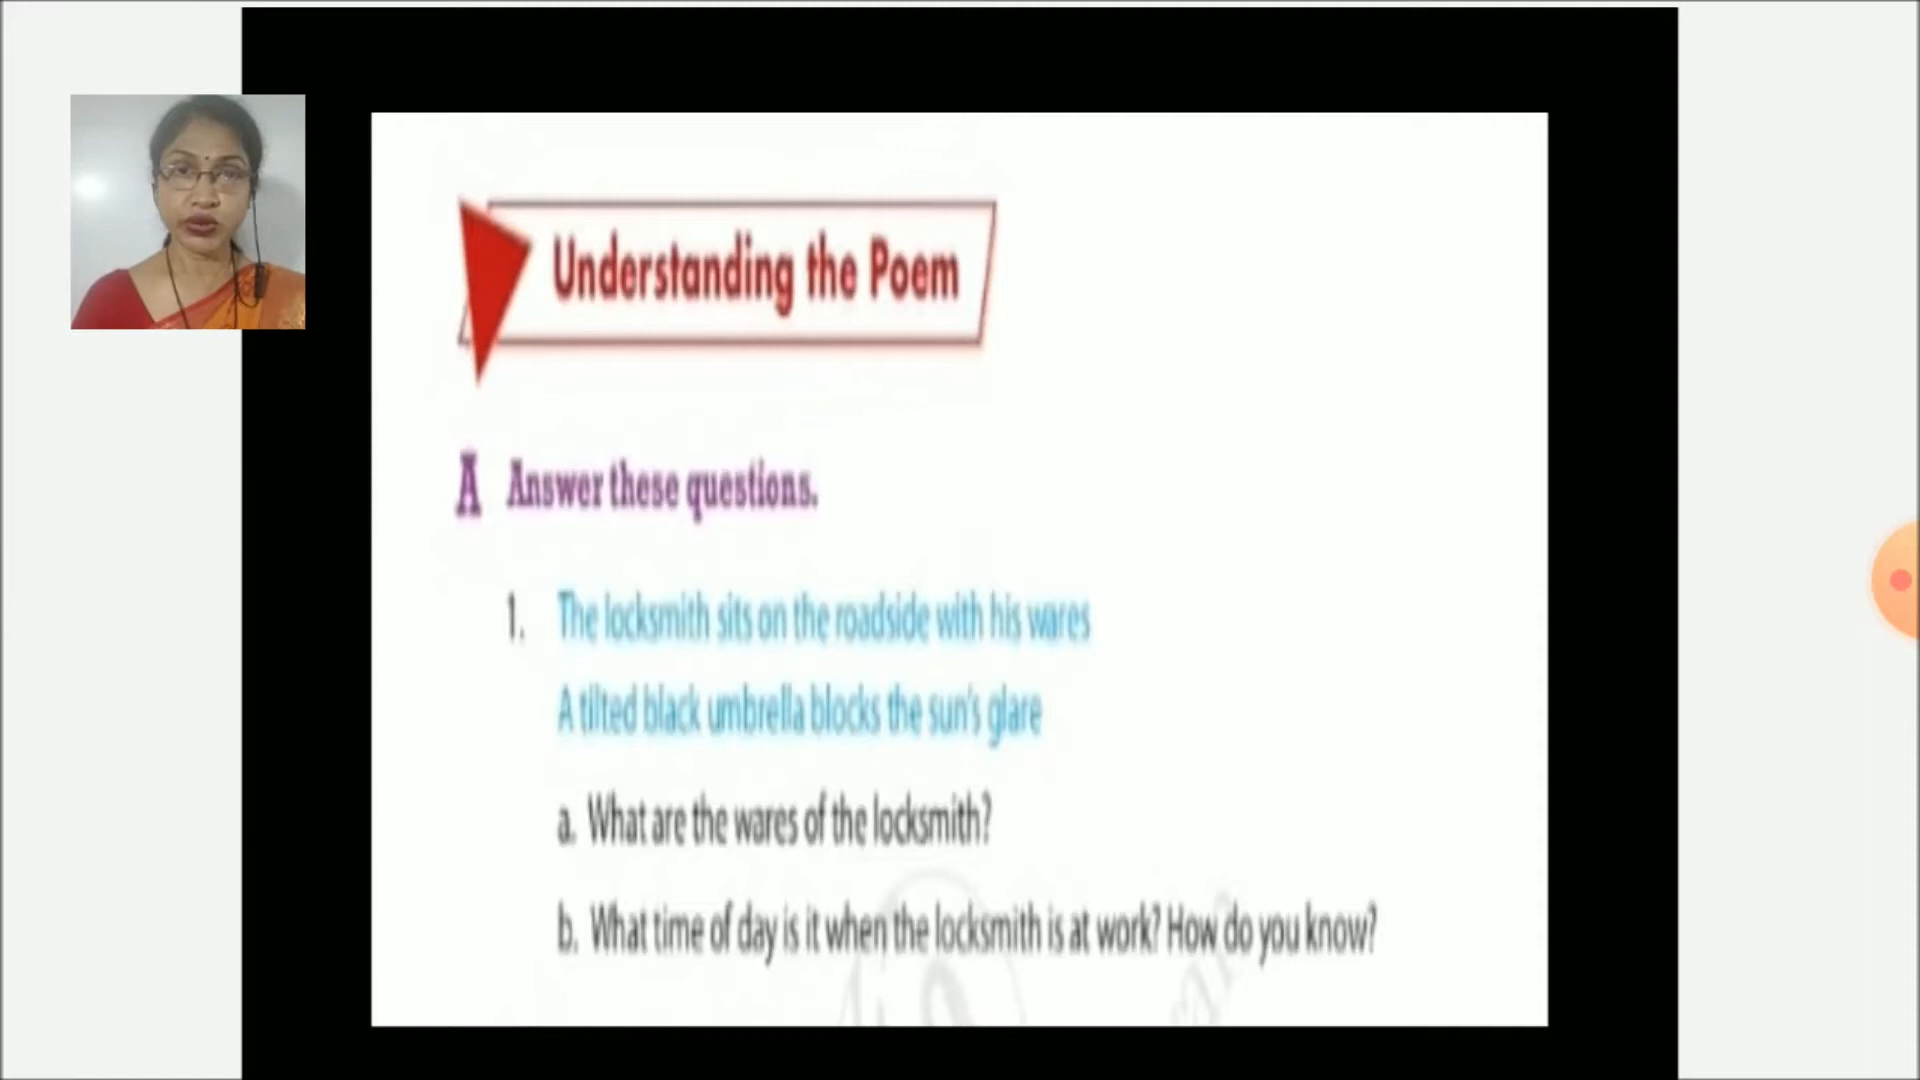 Understanding the Poem
A Answer these questions.
1. The locksmith sits on the roadside with his wares
A tilted black umbrella blocks the sun's glare
a. What are the wares of the locksmith?
b. What time of day is it when the locksmith is at work? How do you know?